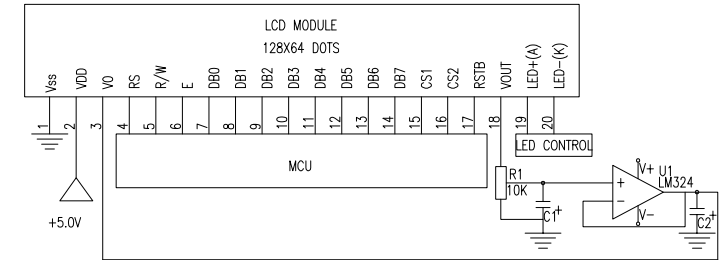 LCD MODULE
128X64 DOTS
Vss VDD VO RS R/W E DB0 DB1 DB2 DB3 DB4 DB5 DB6 DB7 CS1 CS2 RSTB VOUT LED+(A) LED-(K)
1 2 3 4 5 6 7 8 9 10 11 12 13 14 15 16 17 18 19 20
LED CONTROL
MCU
R1
10K
+5.0V
C1 +
+
-
V+ U1
LM324
V-
C2 +